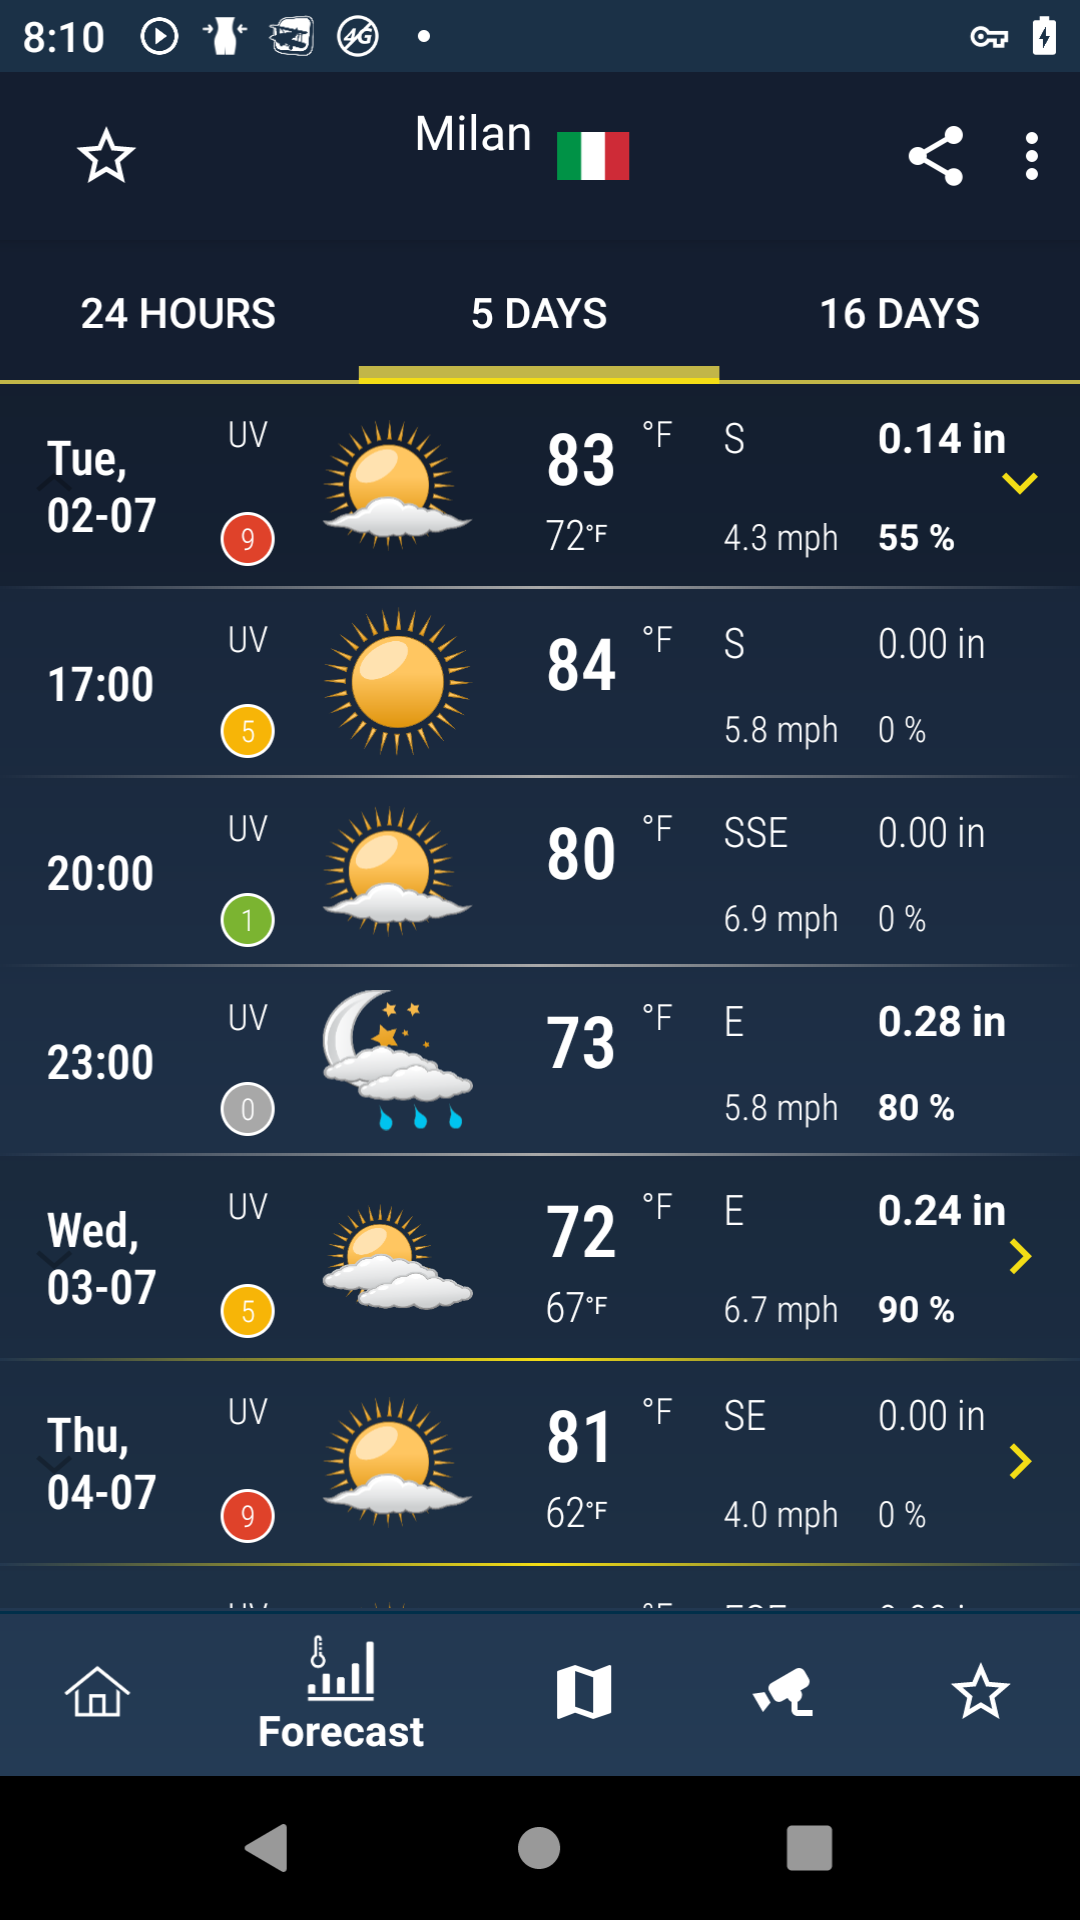 8:10
Milan
24 HOURS 5 DAYS 16 DAYS
Tue, 02-07 UV 9 83 °F 72°F S 4.3 mph 0.14 in 55 %
17:00 UV 5 84 °F S 5.8 mph 0.00 in 0 %
20:00 UV 1 80 °F SSE 6.9 mph 0.00 in 0 %
23:00 UV 0 73 °F E 5.8 mph 0.28 in 80 %
Wed, 03-07 UV 5 72 °F 67°F E 6.7 mph 0.24 in 90 %
Thu, 04-07 UV 9 81 °F 62°F SE 4.0 mph 0.00 in 0 %
Forecast